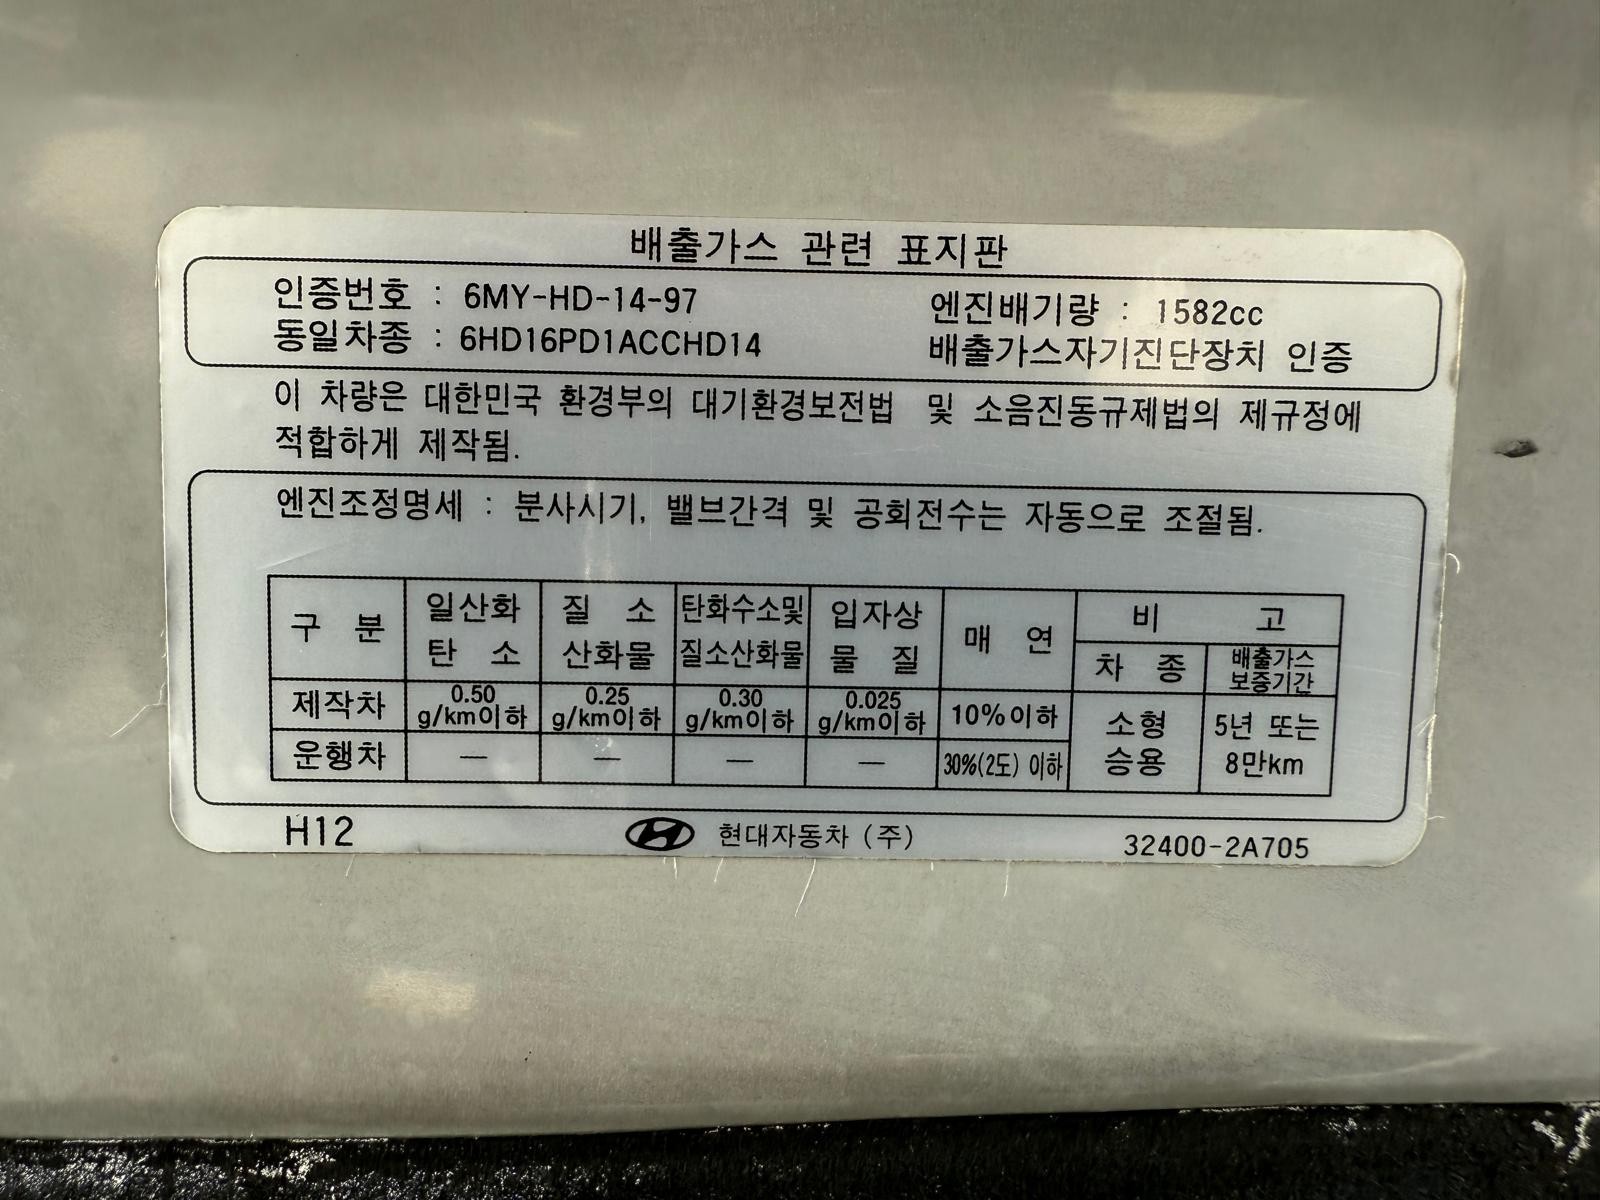 배출가스 관련 표지판
인증번호 : 6MY-HD-14-97 엔진배기량 : 1582cc
동일차종 : 6HD16PD1ACCHD14 배출가스자기진단장치 인증
이 차량은 대한민국 환경부의 대기환경보전법 및 소음진동규제법의 제규정에
적합하게 제작됨.
엔진조정명세 : 분사시기, 밸브간격 및 공회전수는 자동으로 조절됨.
구 분 일산화 탄 소 질 소 산화물 탄화수소및 질소산화물 입자상 물 질 매 연 비 고
차 종 배출가스 보증기간
제작차 0.50 g/km이하 0.25 g/km이하 0.30 g/km이하 0.025 g/km이하 10%이하 소형 승용 5년 또는 8만km
운행차 — — — — 30%(2도) 이하
H12 현대자동차 (주) 32400-2A705